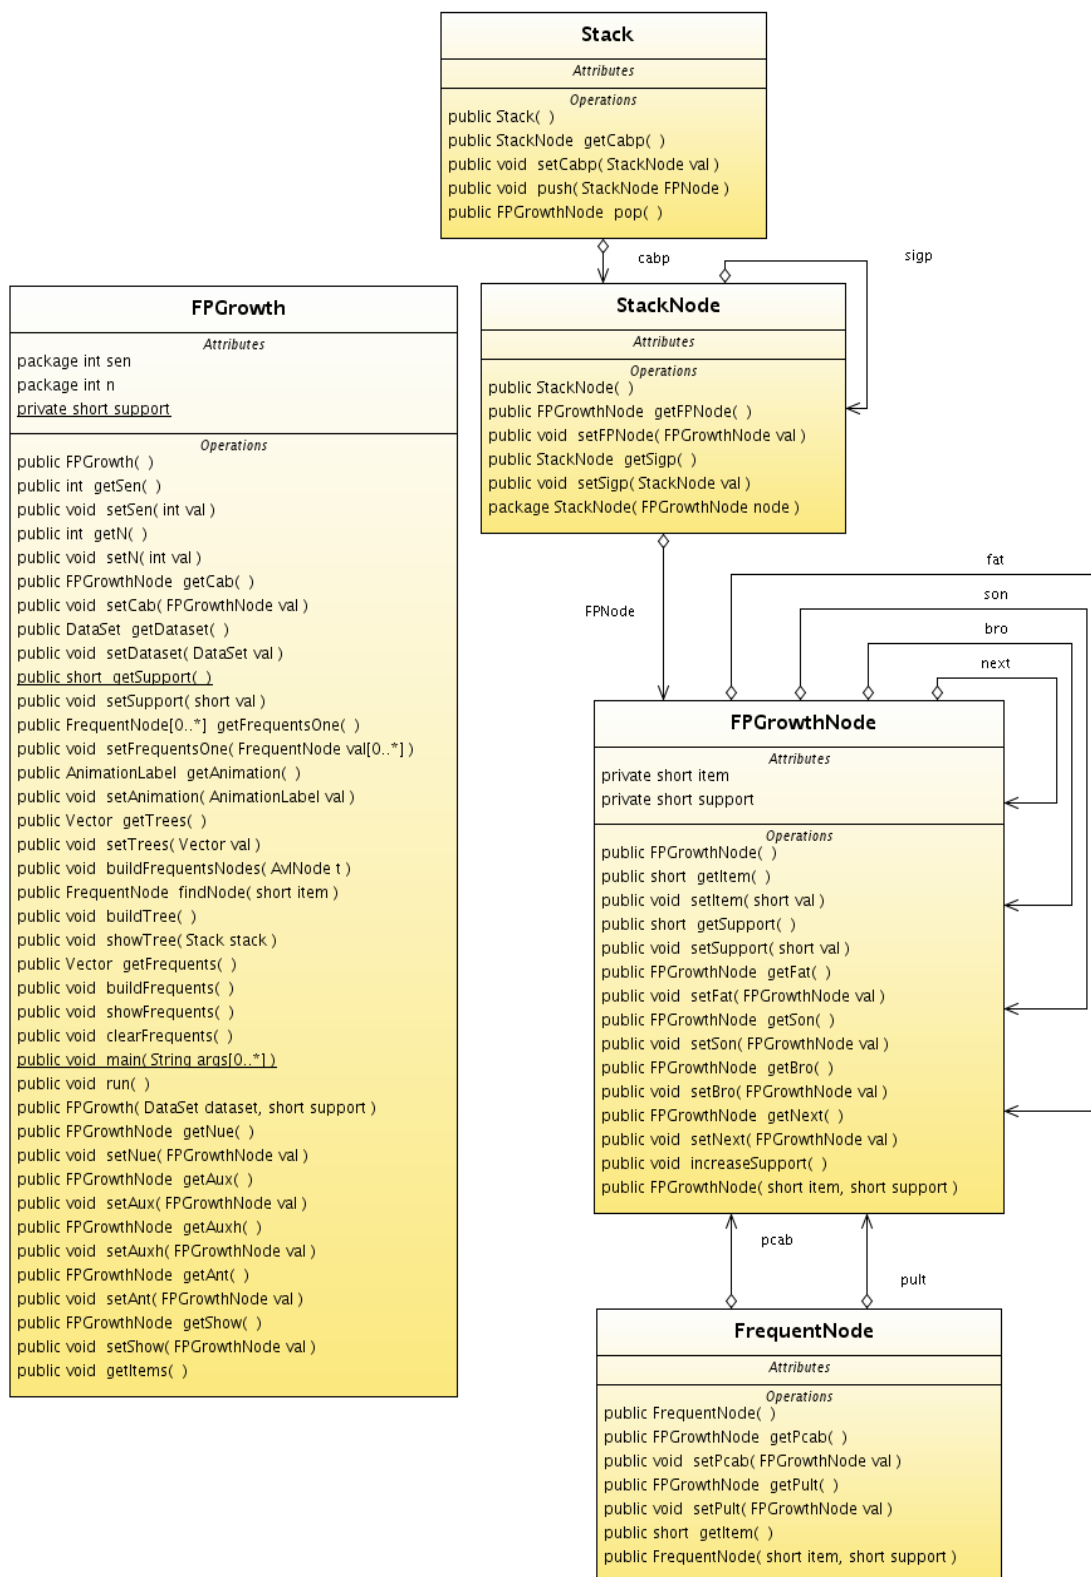 Stack
Attributes
Operations
public Stack( )
public StackNode getCabp( )
public void setCabp( StackNode val )
public void push( StackNode FPNode )
public FPGrowthNode pop( )
cabp
sigp
StackNode
Attributes
Operations
public StackNode( )
public FPGrowthNode getFPNode( )
public void setFPNode( FPGrowthNode val )
public StackNode getSigp( )
public void setSigp( StackNode val )
package StackNode( FPGrowthNode node )
FPGrowth
Attributes
package int sen
package int n
private short support
Operations
public FPGrowth( )
public int getSen( )
public void setSen( int val )
public int getN( )
public void setN( int val )
public FPGrowthNode getCab( )
public void setCab( FPGrowthNode val )
public DataSet getDataset( )
public void setDataset( DataSet val )
public short getSupport( )
public void setSupport( short val )
public FrequentNode[0..*] getFrequentsOne( )
public void setFrequentsOne( FrequentNode val[0..*] )
public AnimationLabel getAnimation( )
public void setAnimation( AnimationLabel val )
public Vector getTrees( )
public void setTrees( Vector val )
public void buildFrequentsNodes( AvlNode t )
public FrequentNode findNode( short item )
public void buildTree( )
public void showTree( Stack stack )
public Vector getFrequents( )
public void buildFrequents( )
public void showFrequents( )
public void clearFrequents( )
public void main( String args[0..*] )
public void run( )
public FPGrowth( DataSet dataset, short support )
public FPGrowthNode getNue( )
public void setNue( FPGrowthNode val )
public FPGrowthNode getAux( )
public void setAux( FPGrowthNode val )
public FPGrowthNode getAuxh( )
public void setAuxh( FPGrowthNode val )
public FPGrowthNode getAnt( )
public void setAnt( FPGrowthNode val )
public FPGrowthNode getShow( )
public void setShow( FPGrowthNode val )
public void getItems( )
FPNode
fat
son
bro
next
FPGrowthNode
Attributes
private short item
private short support
Operations
public FPGrowthNode( )
public short getItem( )
public void setItem( short val )
public short getSupport( )
public void setSupport( short val )
public FPGrowthNode getFat( )
public void setFat( FPGrowthNode val )
public FPGrowthNode getSon( )
public void setSon( FPGrowthNode val )
public FPGrowthNode getBro( )
public void setBro( FPGrowthNode val )
public FPGrowthNode getNext( )
public void setNext( FPGrowthNode val )
public void increaseSupport( )
public FPGrowthNode( short item, short support )
pcab
pult
FrequentNode
Attributes
Operations
public FrequentNode( )
public FPGrowthNode getPcab( )
public void setPcab( FPGrowthNode val )
public FPGrowthNode getPult( )
public void setPult( FPGrowthNode val )
public short getItem( )
public FrequentNode( short item, short support )